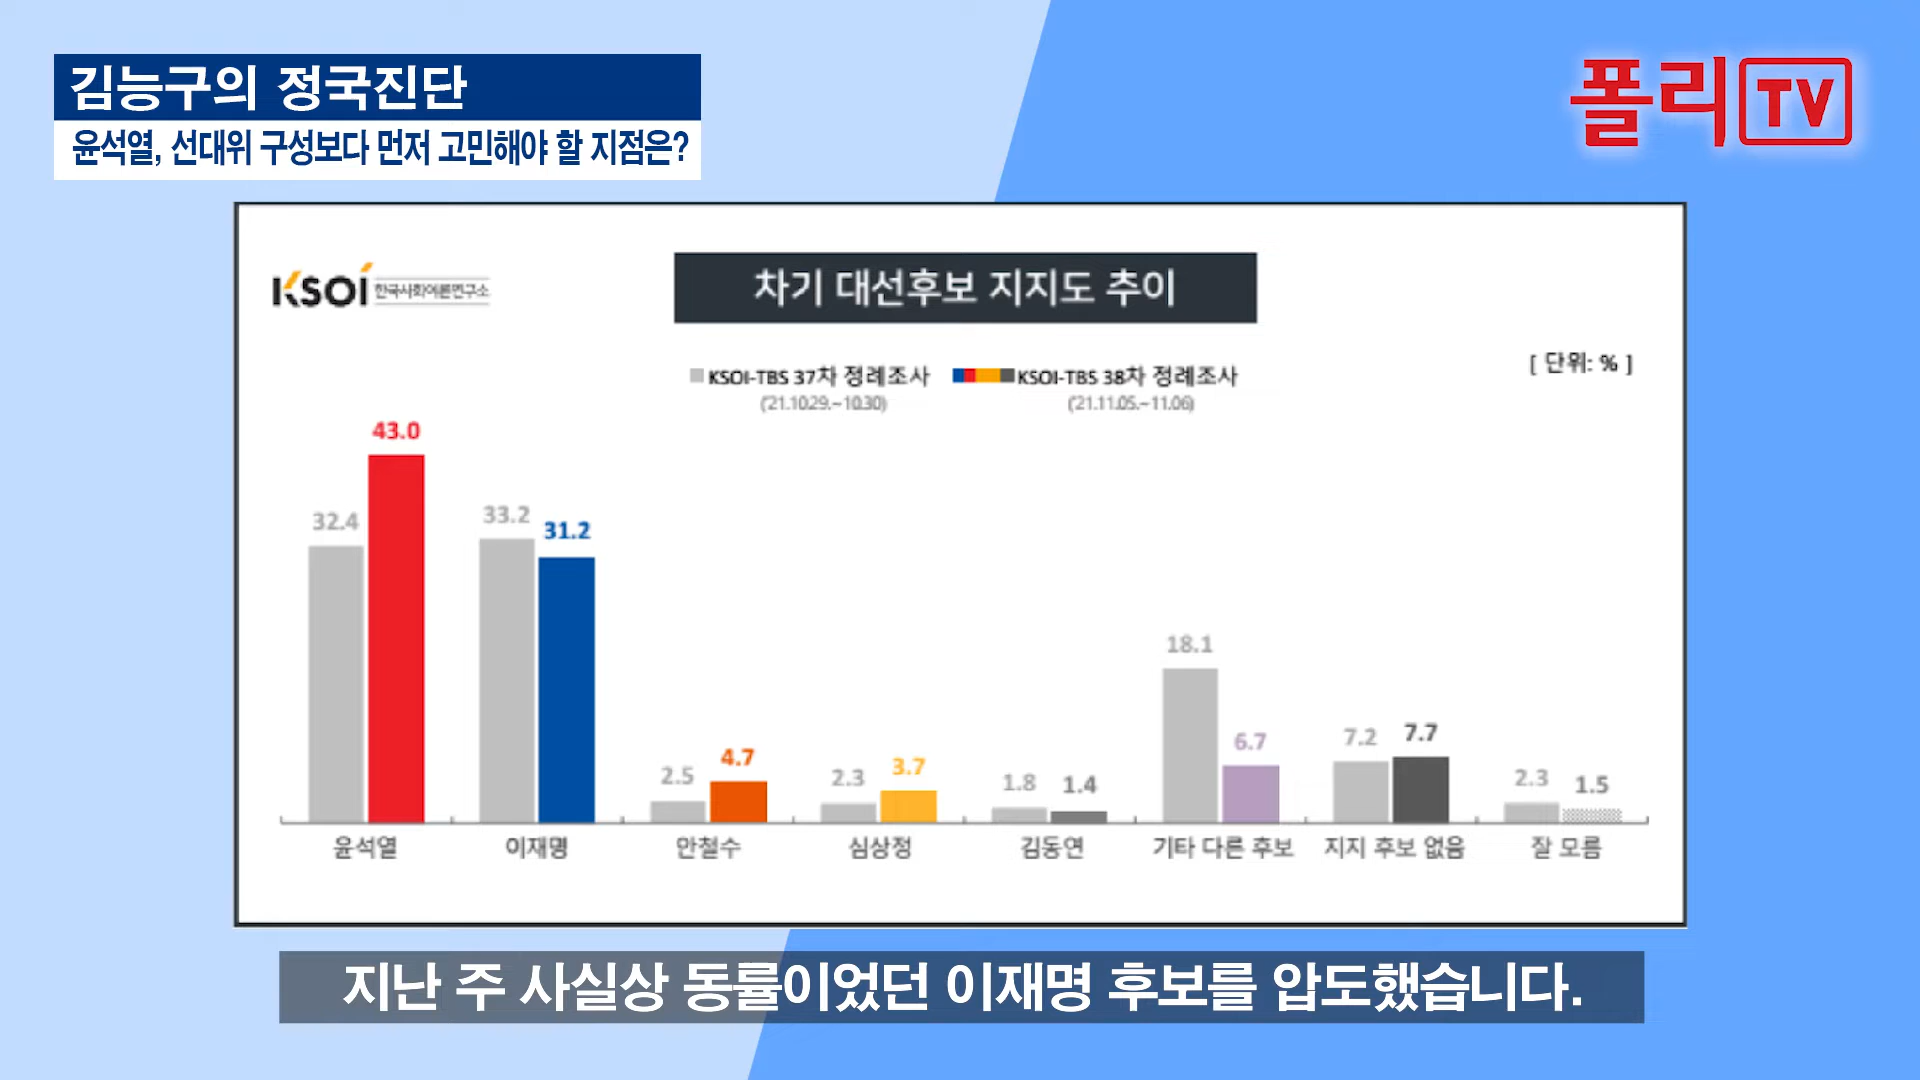 김능구의 정국진단
윤석열, 선대위 구성보다 먼저 고민해야 할 지점은?
폴리TV
KSOI 한국사회여론연구소
차기 대선후보 지지도 추이
[ 단위: % ]
KSOI-TBS 37차 정례조사
('21.10.29.~10.30)
KSOI-TBS 38차 정례조사
('21.11.05.~11.06)
32.4
43.0
33.2
31.2
2.5
4.7
2.3
3.7
1.8
1.4
18.1
6.7
7.2
7.7
2.3
1.5
윤석열
이재명
안철수
심상정
김동연
기타 다른 후보
지지 후보 없음
잘 모름
지난 주 사실상 동률이었던 이재명 후보를 압도했습니다.